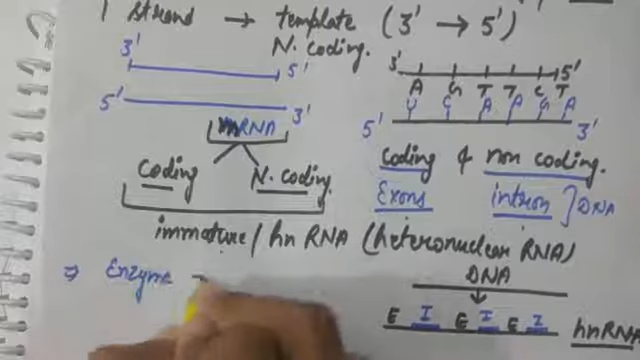 1 strand → template (3' → 5')
N. coding.
3' 5'
5' 3'
mRNA
Coding N. coding.
immature/hn RNA (heteronuclear RNA)
3' 5'
A G T T C T
U C A A G A
5' 3'
coding & non coding.
Exons intron } DNA
⇒ Enzyme
DNA
E I E I E I hnRNA